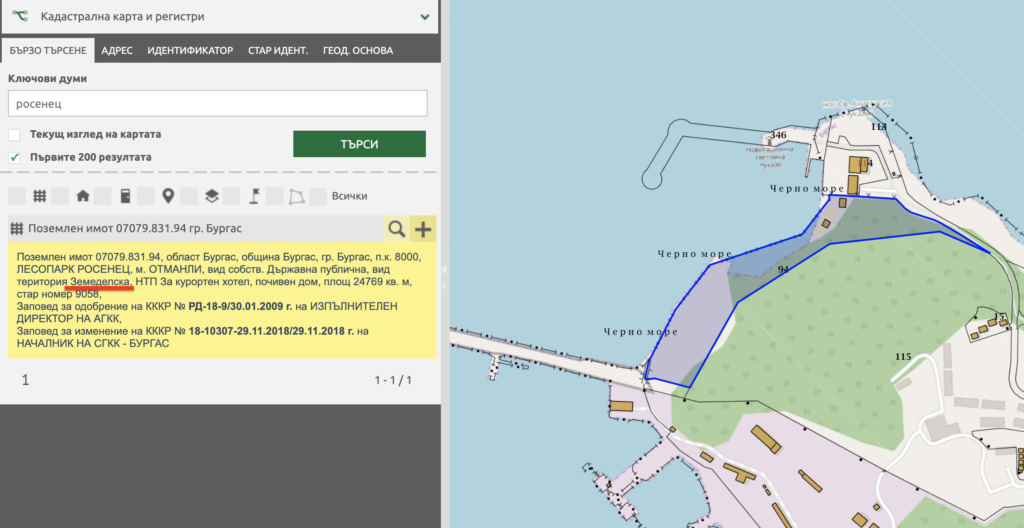 Кадастрална карта и регистри
БЪРЗО ТЪРСЕНЕ АДРЕС ИДЕНТИФИКАТОР СТАР ИДЕНТ. ГЕОД. ОСНОВА
Ключови думи
росенец
Текущ изглед на картата
Първите 200 резултата
ТЪРСИ
Всички
Поземлен имот 07079.831.94 гр. Бургас
Поземлен имот 07079.831.94, област Бургас, община Бургас, гр. Бургас, п.к. 8000,
ЛЕСОПАРК РОСЕНЕЦ, м. ОТМАНЛИ, вид собств. Държавна публична, вид
територия Земеделска, НТП За курортен хотел, почивен дом, площ 24769 кв. м,
стар номер 9058,
Заповед за одобрение на КККР № РД-18-9/30.01.2009 г. на ИЗПЪЛНИТЕЛЕН
ДИРЕКТОР НА АГКК,
Заповед за изменение на КККР № 18-10307-29.11.2018/29.11.2018 г. на
НАЧАЛНИК НА СГКК - БУРГАС
1
1 - 1 / 1
113
346
Навигационна
светлина
Чукали
Черно море
Черно море
94
Черно море
115